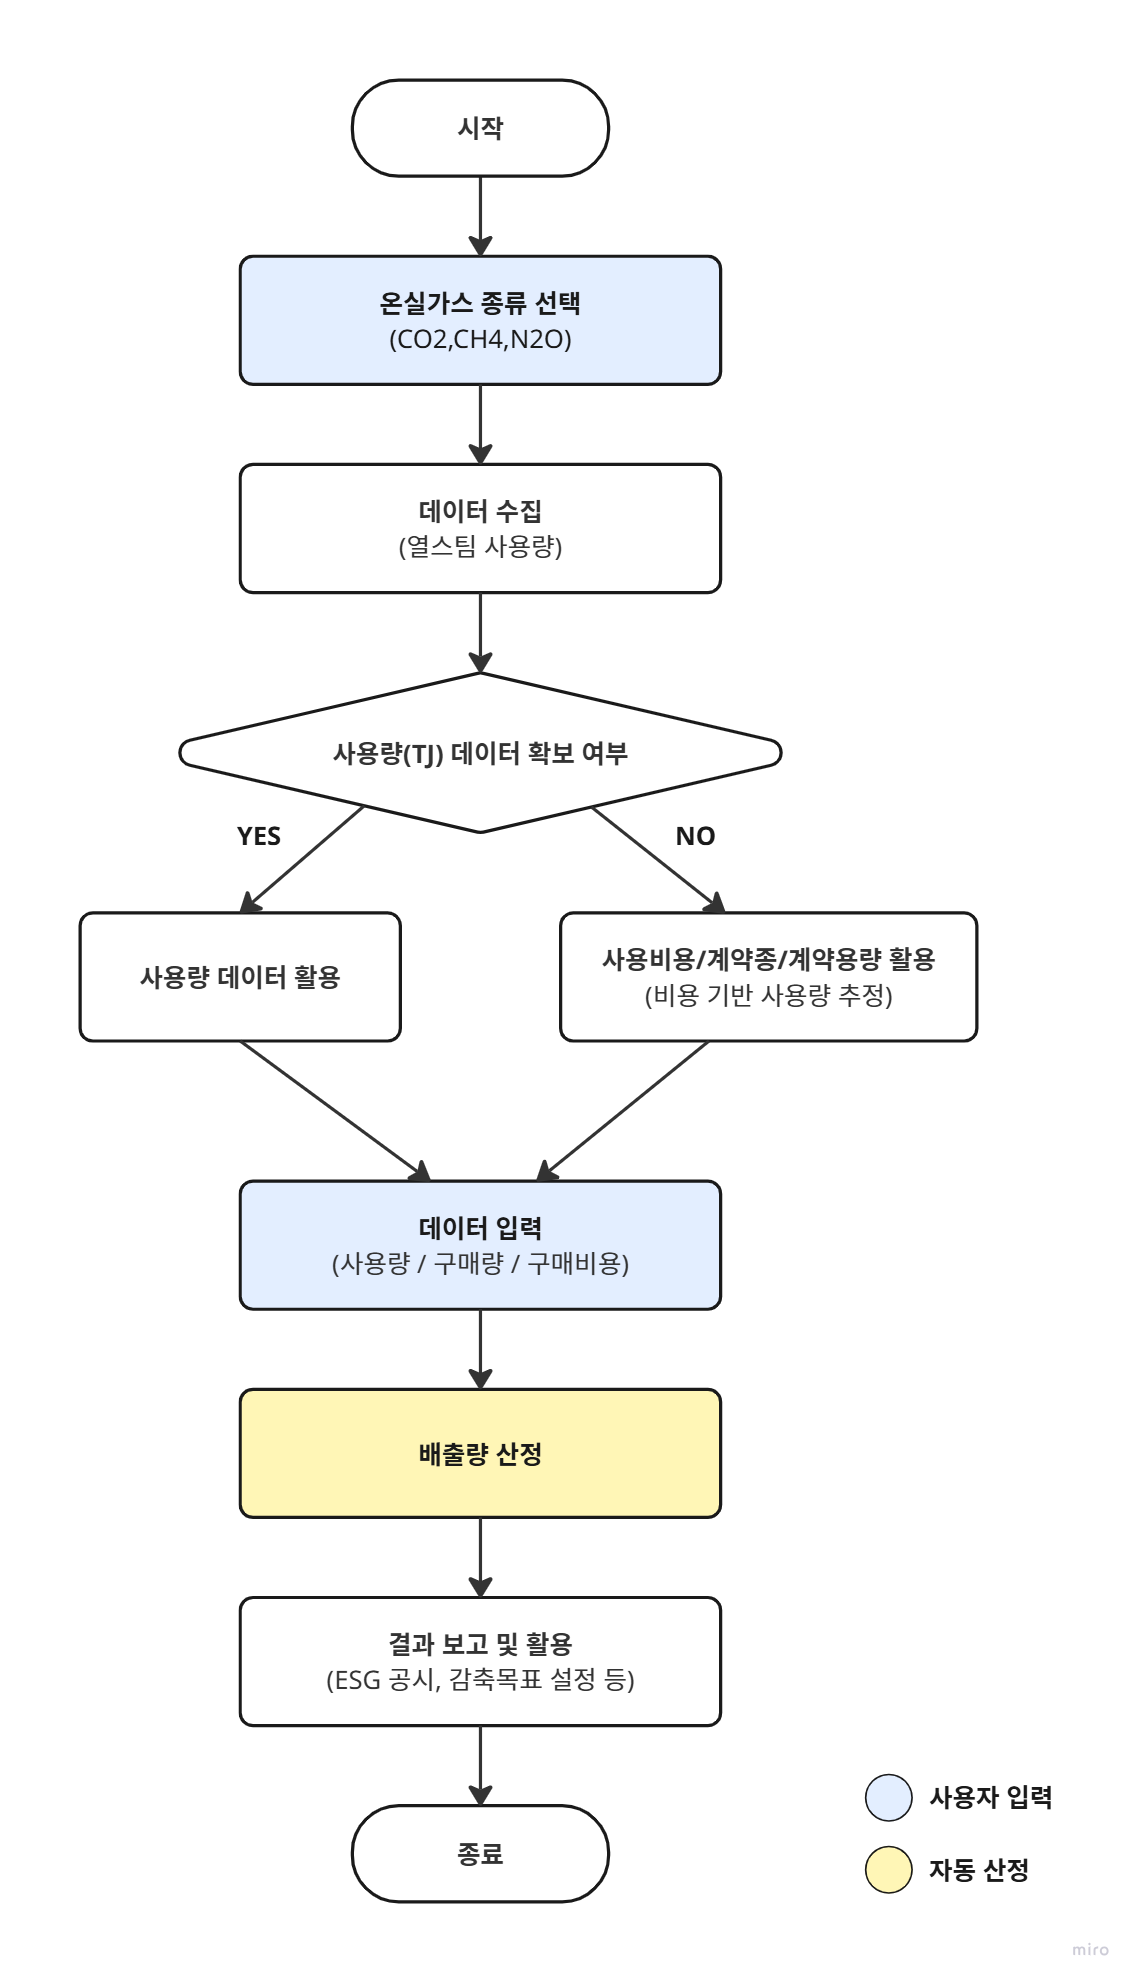 시작
온실가스 종류 선택
(CO2,CH4,N2O)
데이터 수집
(열스팀 사용량)
사용량(TJ) 데이터 확보 여부
YES
NO
사용량 데이터 활용
사용비용/계약종/계약용량 활용
(비용 기반 사용량 추정)
데이터 입력
(사용량 / 구매량 / 구매비용)
배출량 산정
결과 보고 및 활용
(ESG 공시, 감축목표 설정 등)
종료
사용자 입력
자동 산정
miro